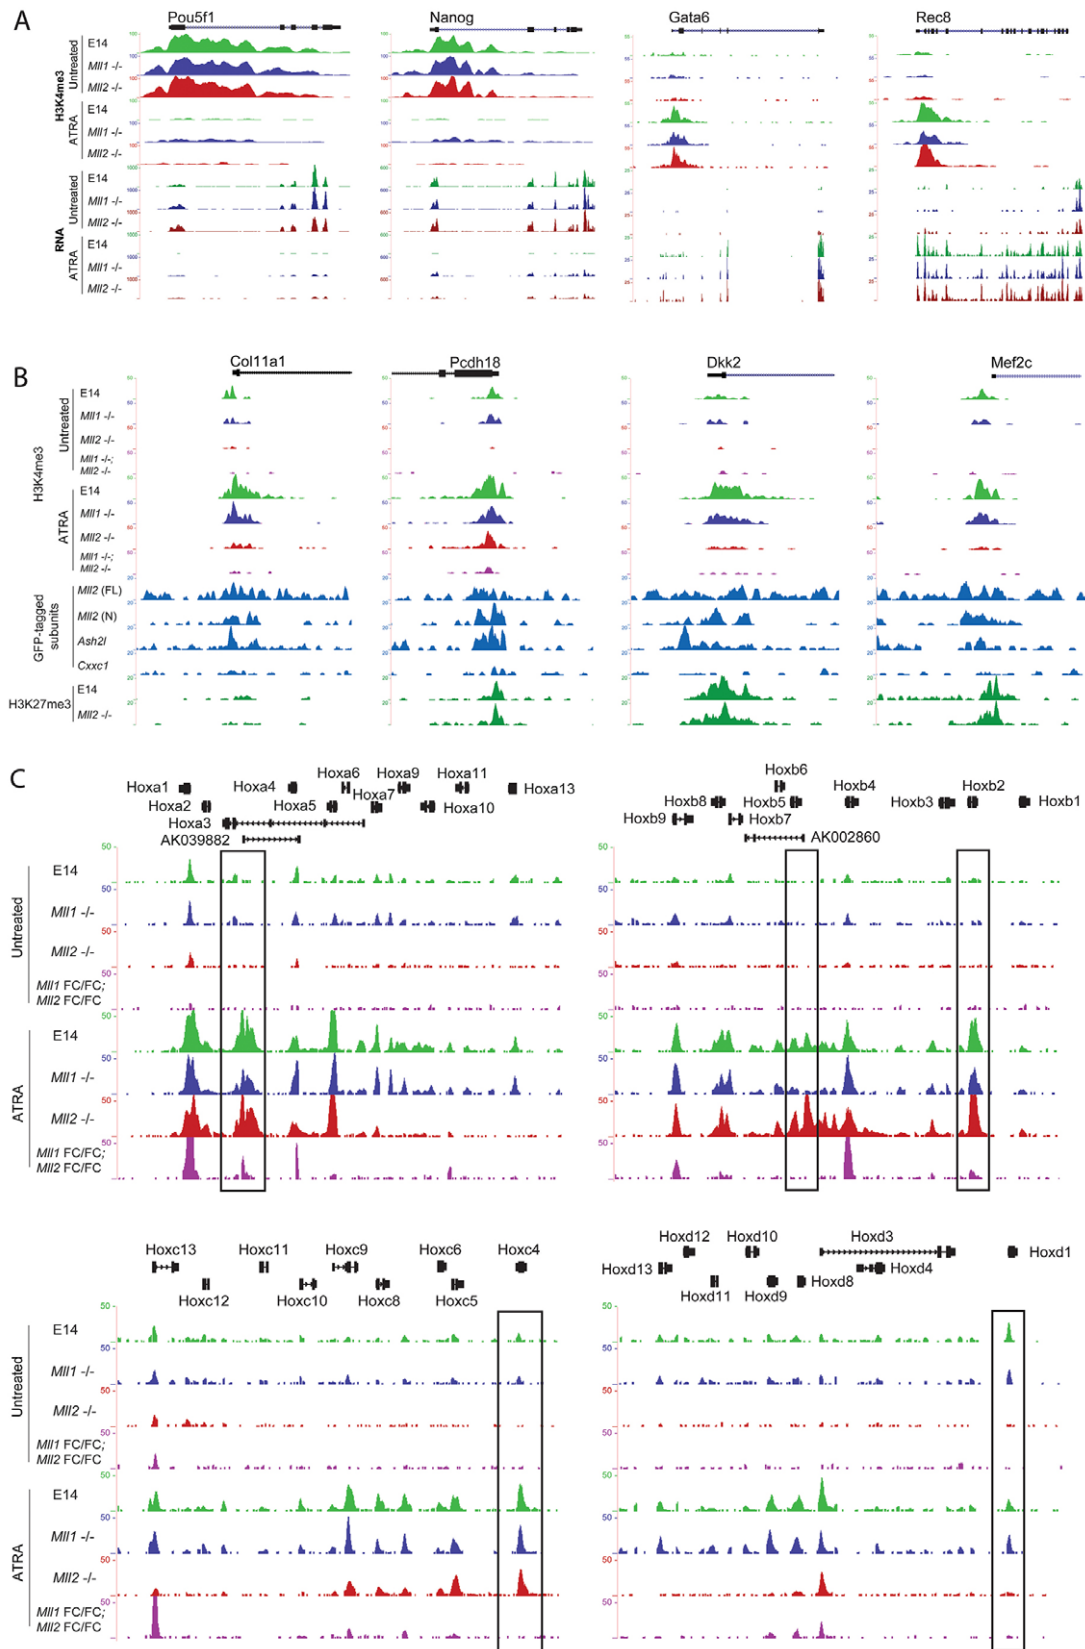 A
Pou5f1
Nanog
Gata6
Rec8
H3K4me3
Untreated
E14
Mll1 -/-
Mll2 -/-
ATRA
E14
Mll1 -/-
Mll2 -/-
RNA
Untreated
E14
Mll1 -/-
Mll2 -/-
ATRA
E14
Mll1 -/-
Mll2 -/-
B
Col11a1
Pcdh18
Dkk2
Mef2c
H3K4me3
Untreated
E14
Mll1 -/-
Mll2 -/-
Mll1 -/-;
Mll2 -/-
ATRA
E14
Mll1 -/-
Mll2 -/-
Mll1 -/-;
Mll2 -/-
GFP-tagged
subunits
Mll2 (FL)
Mll2 (N)
Ash2l
Cxxc1
H3K27me3
E14
Mll2 -/-
C
Hoxa1
Hoxa2
Hoxa3
AK039882
Hoxa4
Hoxa5
Hoxa6
Hoxa7
Hoxa9
Hoxa10
Hoxa11
Hoxa13
Hoxb9
Hoxb8
Hoxb7
Hoxb6
Hoxb5
AK002860
Hoxb4
Hoxb3
Hoxb2
Hoxb1
Untreated
E14
Mll1 -/-
Mll2 -/-
Mll1 FC/FC;
Mll2 FC/FC
ATRA
E14
Mll1 -/-
Mll2 -/-
Mll1 FC/FC;
Mll2 FC/FC
Hoxc13
Hoxc12
Hoxc11
Hoxc10
Hoxc9
Hoxc8
Hoxc6
Hoxc5
Hoxc4
Hoxd13
Hoxd12
Hoxd11
Hoxd10
Hoxd9
Hoxd8
Hoxd3
Hoxd4
Hoxd1
Untreated
E14
Mll1 -/-
Mll2 -/-
Mll1 FC/FC;
Mll2 FC/FC
ATRA
E14
Mll1 -/-
Mll2 -/-
Mll1 FC/FC;
Mll2 FC/FC